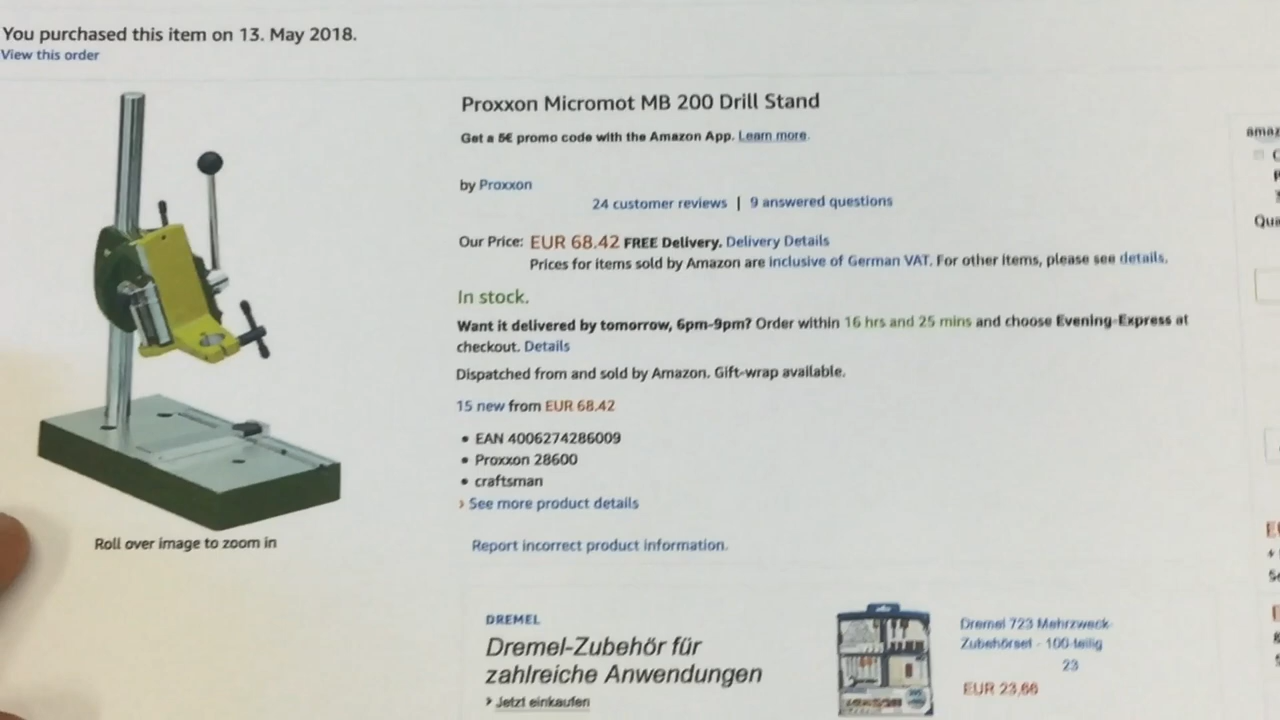 You purchased this item on 13. May 2018.
View this order
Proxxon Micromot MB 200 Drill Stand
Get a 5€ promo code with the Amazon App. Learn more.
by Proxxon
24 customer reviews | 9 answered questions
Our Price: EUR 68.42 FREE Delivery. Delivery Details
Prices for items sold by Amazon are inclusive of German VAT. For other items, please see details.
In stock.
Want it delivered by tomorrow, 6pm-9pm? Order within 16 hrs and 25 mins and choose Evening-Express at
checkout. Details
Dispatched from and sold by Amazon. Gift-wrap available.
15 new from EUR 68.42
• EAN 4006274286009
• Proxxon 28600
• craftsman
› See more product details
Roll over image to zoom in
Report incorrect product information.
DREMEL
Dremel-Zubehör für
zahlreiche Anwendungen
› Jetzt einkaufen
Dremel 723 Mehrzweck-
Zubehörset - 100-teilig
23
EUR 23,66